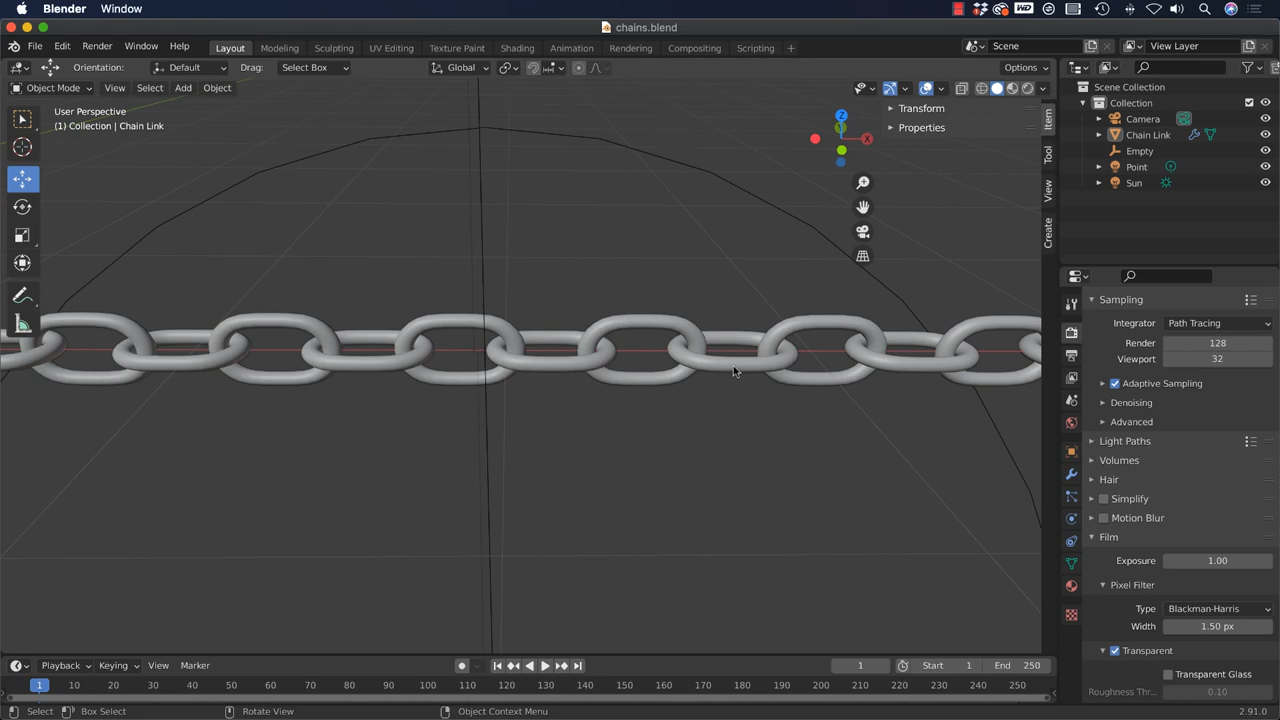 Blender Window
chains.blend
File Edit Render Window Help Layout Modeling Sculpting UV Editing Texture Paint Shading Animation Rendering Compositing Scripting + Scene View Layer
Orientation: Default Drag: Select Box Global Options
Object Mode View Select Add Object
User Perspective
(1) Collection | Chain Link
Z
X
Transform
Properties
Item
Tool
View
Create
Scene Collection
Collection
Camera
Chain Link
Empty
Point
Sun
Sampling
Integrator Path Tracing
Render 128
Viewport 32
Adaptive Sampling
Denoising
Advanced
Light Paths
Volumes
Hair
Simplify
Motion Blur
Film
Exposure 1.00
Pixel Filter
Type Blackman-Harris
Width 1.50 px
Transparent
Transparent Glass
Roughness Thr... 0.10
Playback Keying View Marker 1 Start 1 End 250
1 10 20 30 40 50 60 70 80 90 100 110 120 130 140 150 160 170 180 190 200 210 220 230 240 250
Select Box Select Rotate View Object Context Menu 2.91.0